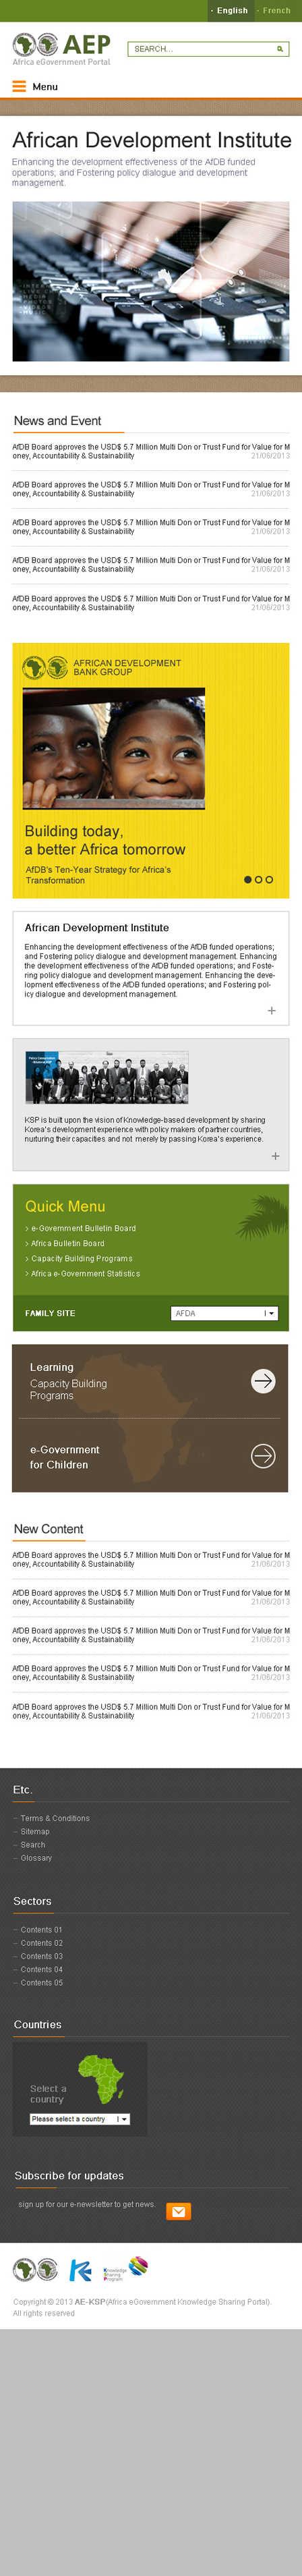 English
French
AEP
Africa eGovernment Portal
SEARCH...
Menu
African Development Institute
Enhancing the development effectiveness of the AfDB funded
operations; and Fostering policy dialogue and development
management.
News and Event
AfDB Board approves the USD$ 5.7 Million Multi Don or Trust Fund for Value for M
oney, Accountability & Sustainability 21/06/2013
AfDB Board approves the USD$ 5.7 Million Multi Don or Trust Fund for Value for M
oney, Accountability & Sustainability 21/06/2013
AfDB Board approves the USD$ 5.7 Million Multi Don or Trust Fund for Value for M
oney, Accountability & Sustainability 21/06/2013
AfDB Board approves the USD$ 5.7 Million Multi Don or Trust Fund for Value for M
oney, Accountability & Sustainability 21/06/2013
AfDB Board approves the USD$ 5.7 Million Multi Don or Trust Fund for Value for M
oney, Accountability & Sustainability 21/06/2013
AFRICAN DEVELOPMENT
BANK GROUP
Building today,
a better Africa tomorrow
AfDB's Ten-Year Strategy for Africa's
Transformation
African Development Institute
Enhancing the development effectiveness of the AfDB funded operations;
and Fostering policy dialogue and development management. Enhancing
the development effectiveness of the AfDB funded operations; and Foste-
ring policy dialogue and development management. Enhancing the deve-
lopment effectiveness of the AfDB funded operations; and Fostering pol-
icy dialogue and development management.
KSP is built upon the vision of Knowledge-based development by sharing
Korea's development experience with policy makers of partner countries,
nurturing their capacities and not merely by passing Korea's experience.
Quick Menu
e-Government Bulletin Board
Africa Bulletin Board
Capacity Building Programs
Africa e-Government Statistics
FAMILY SITE AFDA
Learning
Capacity Building
Programs
e-Government
for Children
New Content
AfDB Board approves the USD$ 5.7 Million Multi Don or Trust Fund for Value for M
oney, Accountability & Sustainability 21/06/2013
AfDB Board approves the USD$ 5.7 Million Multi Don or Trust Fund for Value for M
oney, Accountability & Sustainability 21/06/2013
AfDB Board approves the USD$ 5.7 Million Multi Don or Trust Fund for Value for M
oney, Accountability & Sustainability 21/06/2013
AfDB Board approves the USD$ 5.7 Million Multi Don or Trust Fund for Value for M
oney, Accountability & Sustainability 21/06/2013
AfDB Board approves the USD$ 5.7 Million Multi Don or Trust Fund for Value for M
oney, Accountability & Sustainability 21/06/2013
Etc.
Terms & Conditions
Sitemap
Search
Glossary
Sectors
Contents 01
Contents 02
Contents 03
Contents 04
Contents 05
Countries
Select a
country
Please select a country
Subscribe for updates
sign up for our e-newsletter to get news.
Knowledge
Sharing
Program
Copyright © 2013 AE-KSP(Africa eGovernment Knowledge Sharing Portal).
All rights reserved